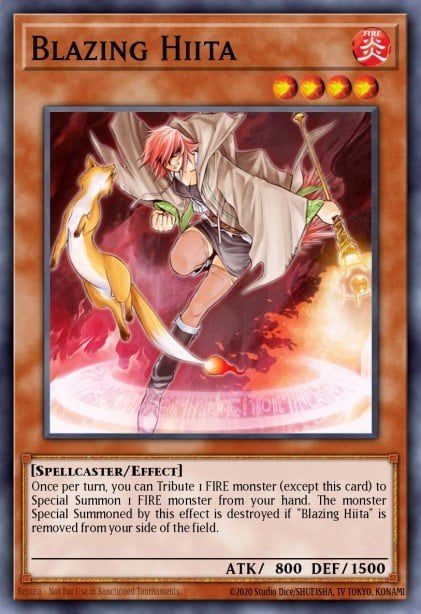 Blazing Hiita
FIRE
炎
[Spellcaster/Effect]
Once per turn, you can Tribute 1 FIRE monster (except this card) to
Special Summon 1 FIRE monster from your hand. The monster
Special Summoned by this effect is destroyed if "Blazing Hiita" is
removed from your side of the field.
ATK/ 800 DEF/1500
Replica - Not For Use in Sanctioned Tournaments. ©2020 Studio Dice/SHUEISHA, TV TOKYO, KONAMI